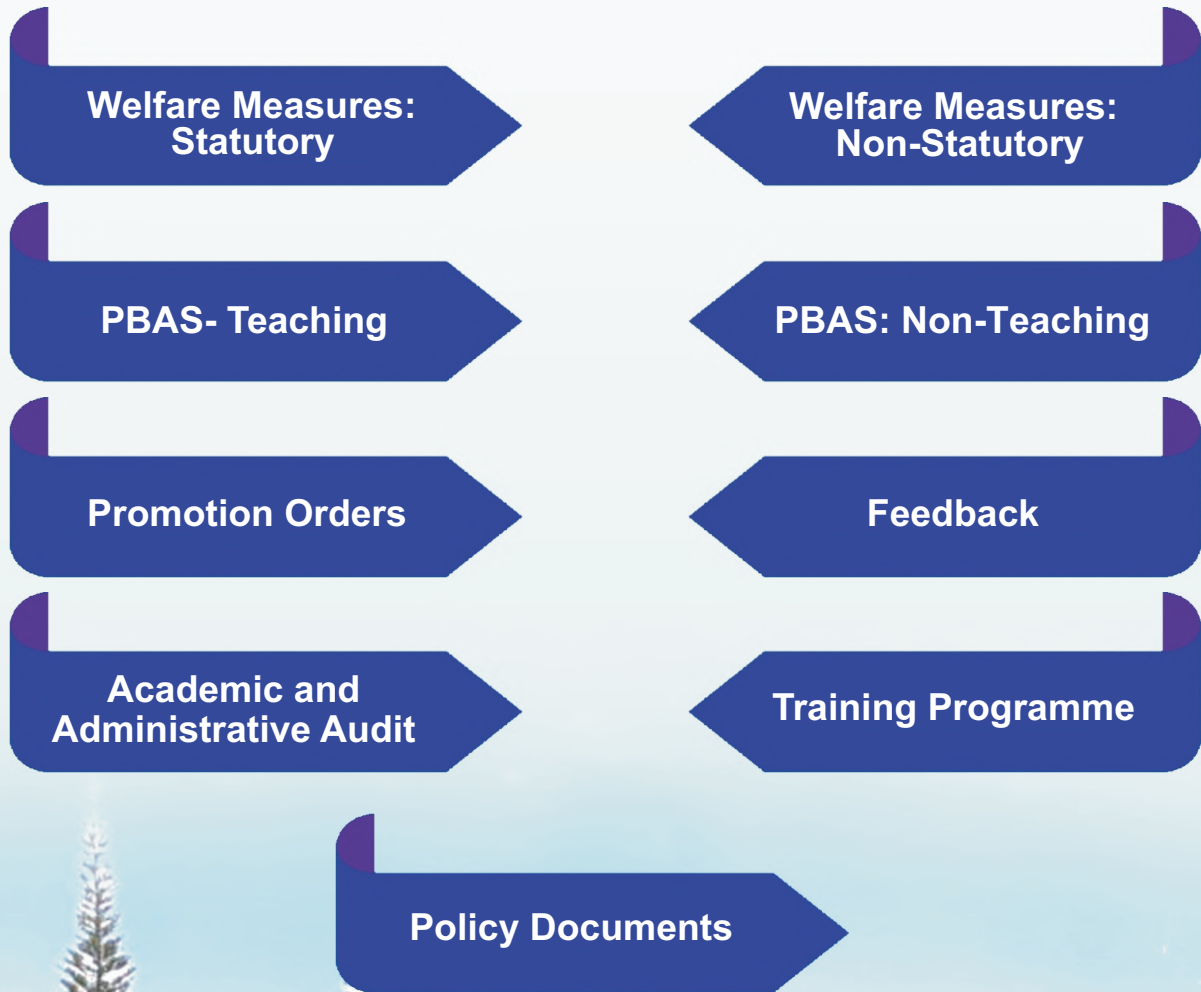 Welfare Measures:
Statutory
Welfare Measures:
Non-Statutory
PBAS- Teaching
PBAS: Non-Teaching
Promotion Orders
Feedback
Academic and
Administrative Audit
Training Programme
Policy Documents